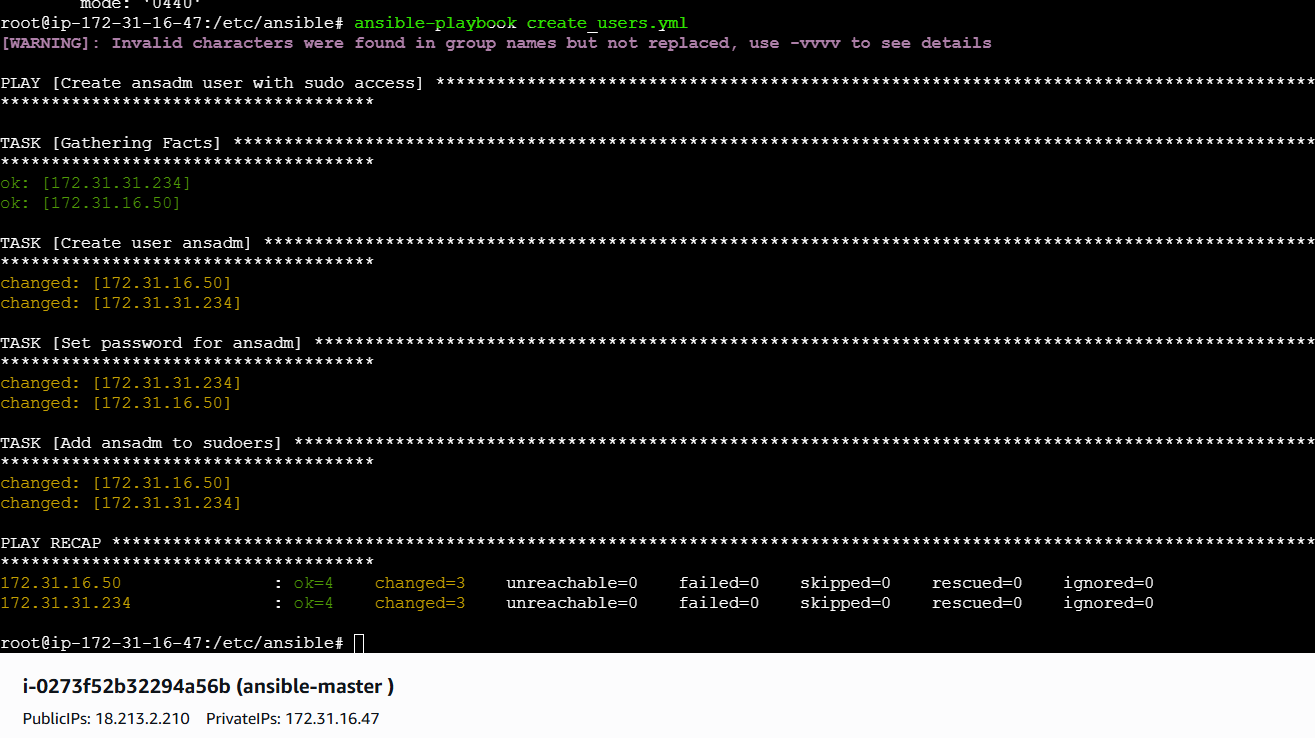 mode: '0440'
root@ip-172-31-16-47:/etc/ansible# ansible-playbook create_users.yml
[WARNING]: Invalid characters were found in group names but not replaced, use -vvvv to see details
PLAY [Create ansadm user with sudo access] ****************************************************************************************
*************************************
TASK [Gathering Facts] ***********************************************************************************************************
*************************************
ok: [172.31.31.234]
ok: [172.31.16.50]
TASK [Create user ansadm] ********************************************************************************************************
*************************************
changed: [172.31.16.50]
changed: [172.31.31.234]
TASK [Set password for ansadm] ***************************************************************************************************
*************************************
changed: [172.31.31.234]
changed: [172.31.16.50]
TASK [Add ansadm to sudoers] *****************************************************************************************************
*************************************
changed: [172.31.16.50]
changed: [172.31.31.234]
PLAY RECAP ***********************************************************************************************************************
*************************************
172.31.16.50 : ok=4 changed=3 unreachable=0 failed=0 skipped=0 rescued=0 ignored=0
172.31.31.234 : ok=4 changed=3 unreachable=0 failed=0 skipped=0 rescued=0 ignored=0
root@ip-172-31-16-47:/etc/ansible#
i-0273f52b32294a56b (ansible-master )
PublicIPs: 18.213.2.210 PrivateIPs: 172.31.16.47